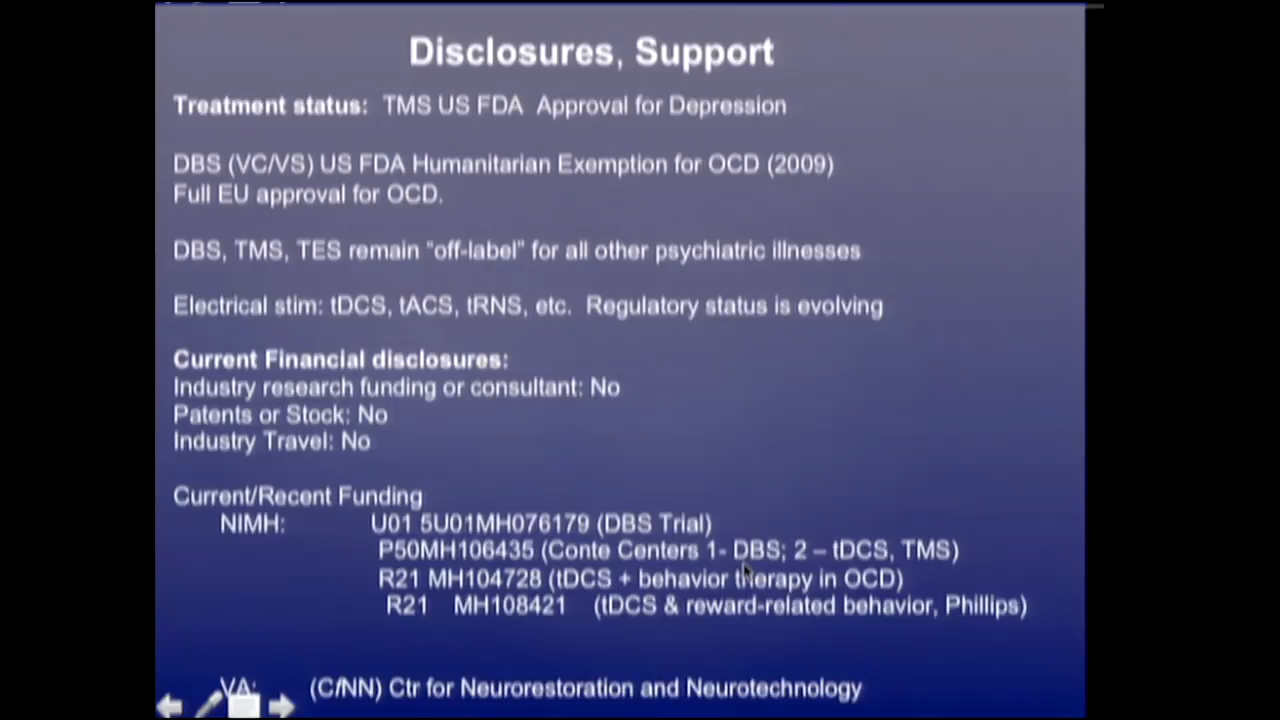 Disclosures, Support
Treatment status: TMS US FDA Approval for Depression
DBS (VC/VS) US FDA Humanitarian Exemption for OCD (2009)
Full EU approval for OCD.
DBS, TMS, TES remain "off-label" for all other psychiatric illnesses
Electrical stim: tDCS, tACS, tRNS, etc. Regulatory status is evolving
Current Financial disclosures:
Industry research funding or consultant: No
Patents or Stock: No
Industry Travel: No
Current/Recent Funding
NIMH: U01 5U01MH076179 (DBS Trial)
P50MH106435 (Conte Centers 1- DBS; 2 – tDCS, TMS)
R21 MH104728 (tDCS + behavior therapy in OCD)
R21 MH108421 (tDCS & reward-related behavior, Phillips)
VA: (CfNN) Ctr for Neurorestoration and Neurotechnology